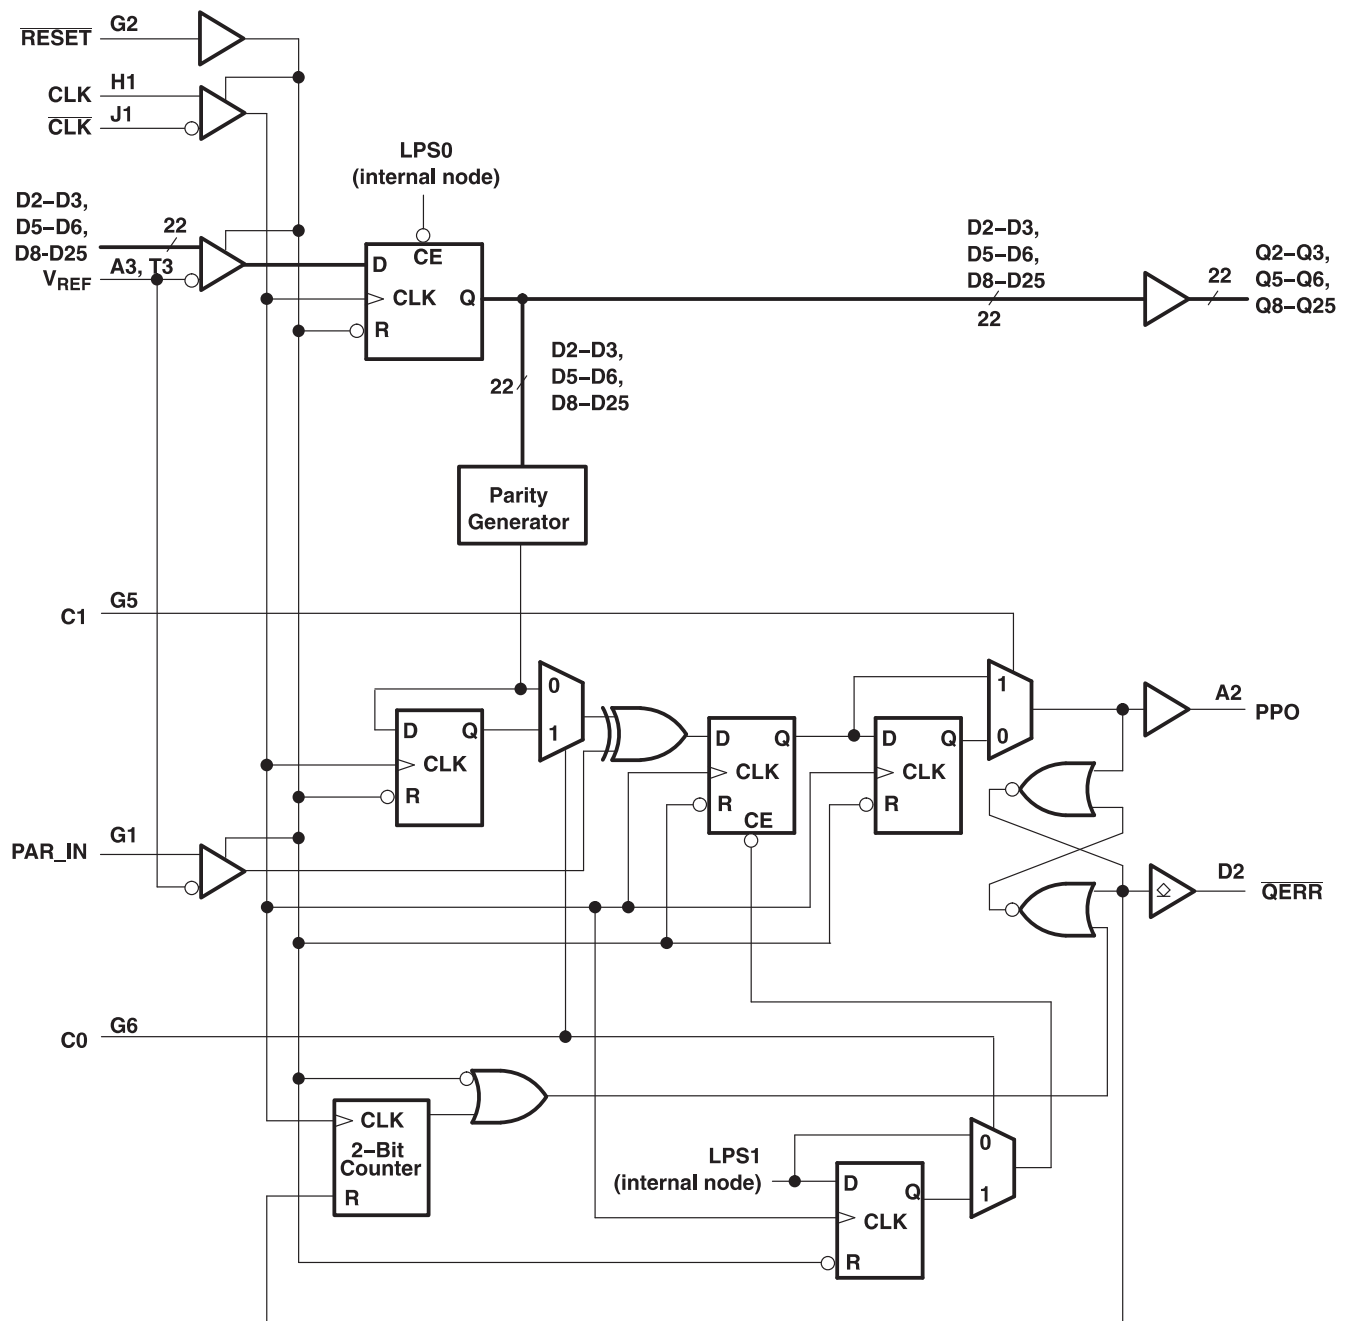 RESET G2
CLK H1
CLK J1
LPS0
(internal node)
D2–D3,
D5–D6,
D8-D25
22
VREF A3, T3
D
CE
CLK
Q
R
D2–D3,
D5–D6,
D8–D25
22
22
Q2–Q3,
Q5–Q6,
Q8–Q25
22
D2–D3,
D5–D6,
D8–D25
Parity
Generator
C1 G5
0
1
D
Q
CLK
R
D
Q
CLK
R
CE
D
Q
CLK
R
1
0
A2
PPO
PAR_IN G1
D2
QERR
C0 G6
CLK
2–Bit
Counter
R
LPS1
(internal node)
D
Q
CLK
R
0
1